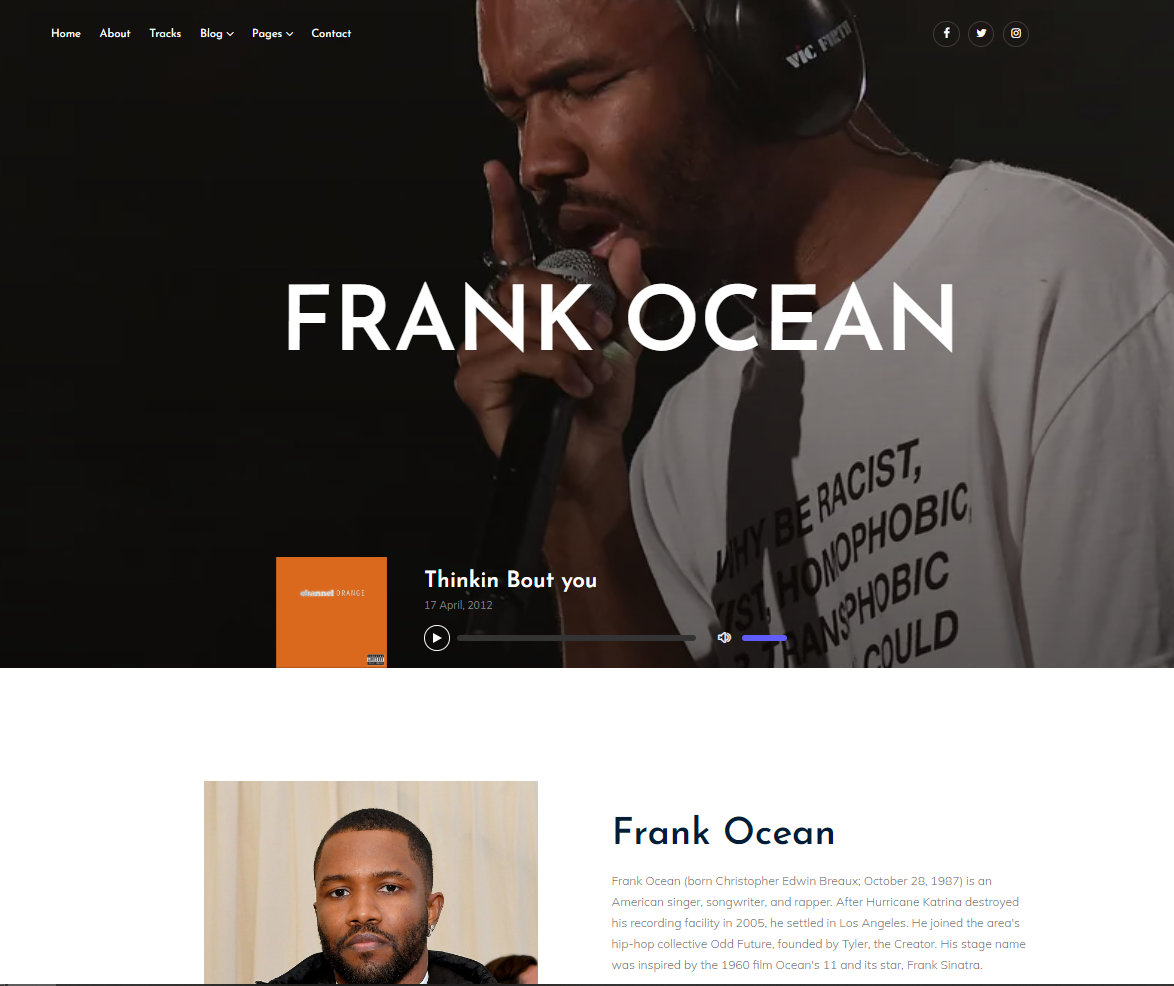 Home About Tracks Blog Pages Contact
VIC FIRTH
FRANK OCEAN
WHY BE RACIST,
HOMOPHOBIC,
TRANSPHOBIC
COULD
channel ORANGE
Thinkin Bout you
17 April, 2012
Frank Ocean
Frank Ocean (born Christopher Edwin Breaux; October 28, 1987) is an
American singer, songwriter, and rapper. After Hurricane Katrina destroyed
his recording facility in 2005, he settled in Los Angeles. He joined the area's
hip-hop collective Odd Future, founded by Tyler, the Creator. His stage name
was inspired by the 1960 film Ocean's 11 and its star, Frank Sinatra.